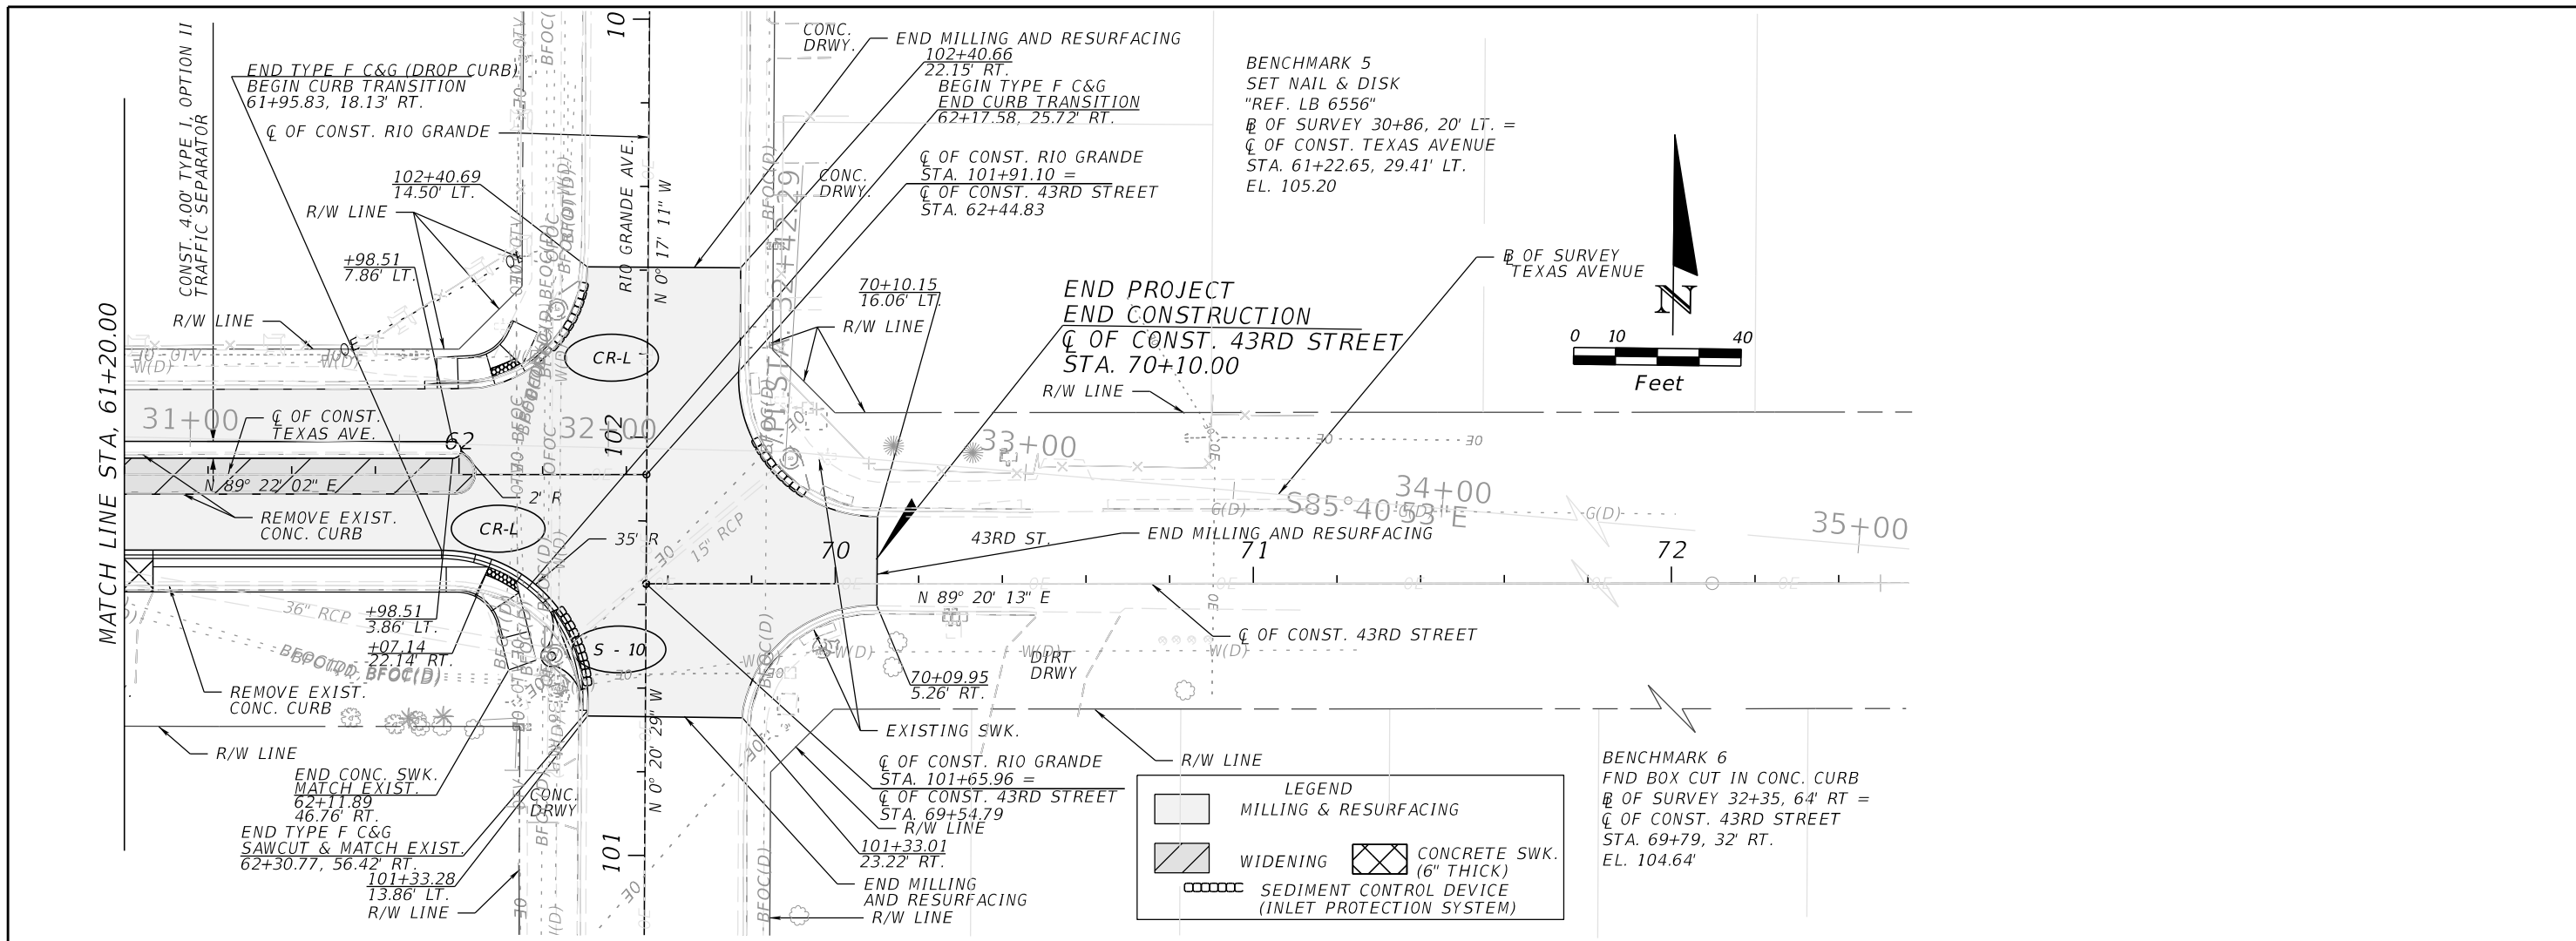 MATCH LINE STA, 61+20.00
CONST. 4.00' TYPE I, OPTION II
TRAFFIC SEPARATOR
END TYPE F C&G (DROP CURB)
BEGIN CURB TRANSITION
61+95.83, 18.13' RT.
℄ OF CONST. RIO GRANDE
102+40.69
14.50' LT.
R/W LINE
+98.51
7.86' LT.
R/W LINE
31+00
℄ OF CONST.
TEXAS AVE.
62
32+00
N 89° 22' 02" E
2' R
REMOVE EXIST.
CONC. CURB
CR-L
CR-L
35' R
36" RCP
15" RCP
+98.51
3.86' LT.
+07.14
22.14' RT.
S - 10
REMOVE EXIST.
CONC. CURB
R/W LINE
END CONC. SWK.
MATCH EXIST.
62+11.89
46.76' RT.
END TYPE F C&G
SAWCUT & MATCH EXIST.
62+30.77, 56.42' RT.
101+33.28
13.86' LT.
R/W LINE
CONC.
DRWY
10
RIO GRANDE AVE.
N 0° 17' 11" W
102
N 0° 20' 29" W
101
CONC.
DRWY.
END MILLING AND RESURFACING
102+40.66
22.15' RT.
BEGIN TYPE F C&G
END CURB TRANSITION
62+17.58, 25.72' RT.
CONC.
DRWY.
℄ OF CONST. RIO GRANDE
STA. 101+91.10 =
℄ OF CONST. 43RD STREET
STA. 62+44.83
PI STA 32+42.29
70+10.15
16.06' LT.
R/W LINE
END PROJECT
END CONSTRUCTION
℄ OF CONST. 43RD STREET
STA. 70+10.00
R/W LINE
BENCHMARK 5
SET NAIL & DISK
"REF. LB 6556"
B OF SURVEY 30+86, 20' LT. =
℄ OF CONST. TEXAS AVENUE
STA. 61+22.65, 29.41' LT.
EL. 105.20
B OF SURVEY
TEXAS AVENUE
N
0 10 40
Feet
33+00
34+00
S85°40'53"E
35+00
G(D)
G(D)
G(D)
43RD ST.
END MILLING AND RESURFACING
70
71
72
N 89° 20' 13" E
℄ OF CONST. 43RD STREET
W(D)
W(D)
W(D)
DIRT
DRWY
70+09.95
5.26' RT.
EXISTING SWK.
℄ OF CONST. RIO GRANDE
STA. 101+65.96 =
℄ OF CONST. 43RD STREET
STA. 69+54.79
R/W LINE
101+33.01
23.22' RT.
END MILLING
AND RESURFACING
R/W LINE
R/W LINE
LEGEND
MILLING & RESURFACING
WIDENING
CONCRETE SWK.
(6" THICK)
SEDIMENT CONTROL DEVICE
(INLET PROTECTION SYSTEM)
BENCHMARK 6
FND BOX CUT IN CONC. CURB
B OF SURVEY 32+35, 64' RT =
℄ OF CONST. 43RD STREET
STA. 69+79, 32' RT.
EL. 104.64'